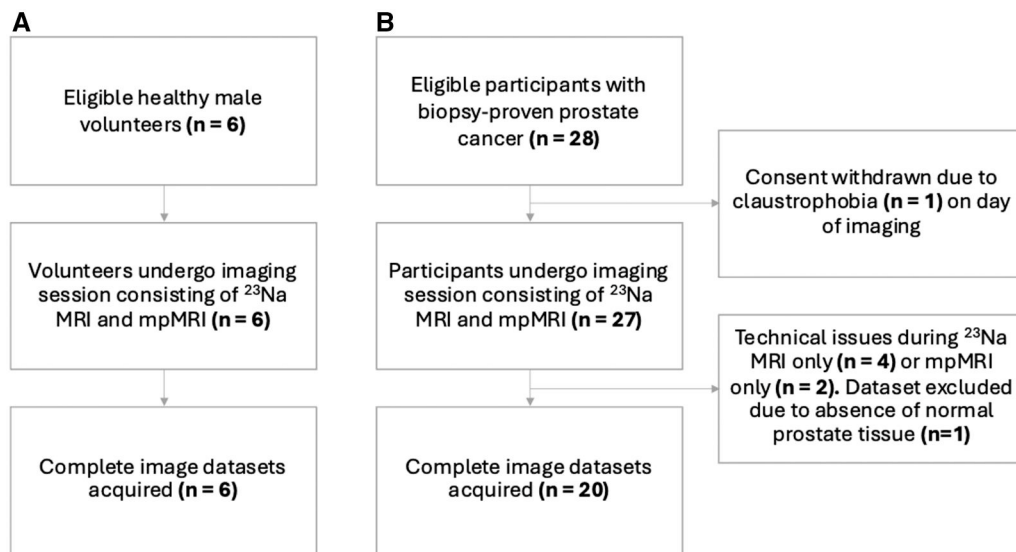 A
Eligible healthy male
volunteers (n = 6)
Volunteers undergo imaging
session consisting of ²³Na
MRI and mpMRI (n = 6)
Complete image datasets
acquired (n = 6)
B
Eligible participants with
biopsy-proven prostate
cancer (n = 28)
Consent withdrawn due to
claustrophobia (n = 1) on day
of imaging
Participants undergo imaging
session consisting of ²³Na
MRI and mpMRI (n = 27)
Technical issues during ²³Na
MRI only (n = 4) or mpMRI
only (n = 2). Dataset excluded
due to absence of normal
prostate tissue (n=1)
Complete image datasets
acquired (n = 20)